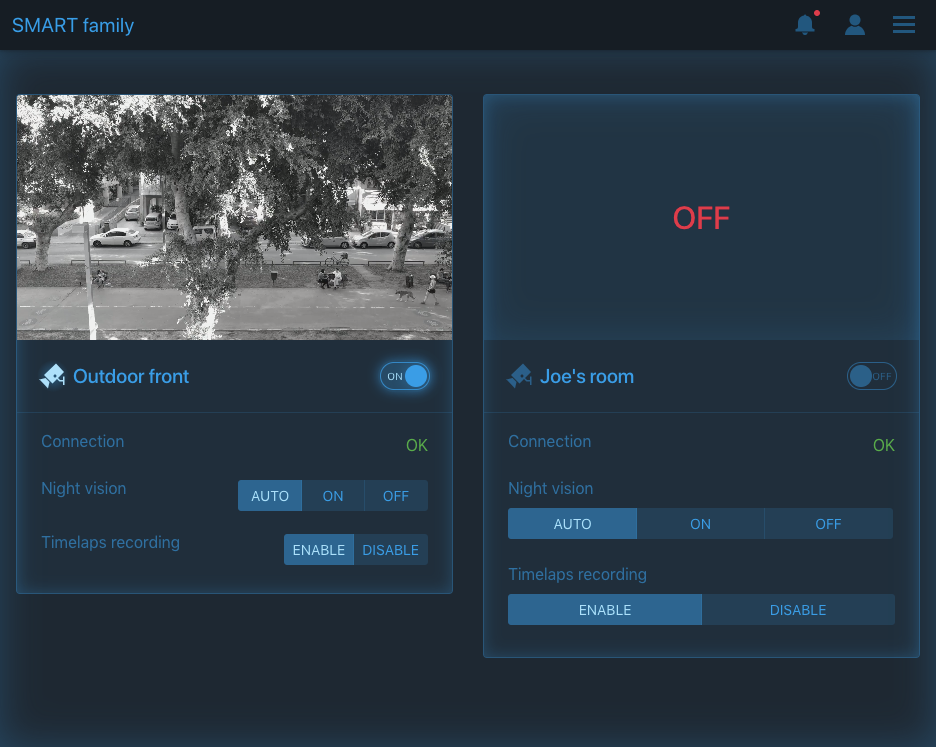 SMART family
OFF
Outdoor front
ON
Connection
OK
Night vision
AUTO ON OFF
Timelaps recording
ENABLE DISABLE
Joe's room
OFF
Connection
OK
Night vision
AUTO ON OFF
Timelaps recording
ENABLE DISABLE